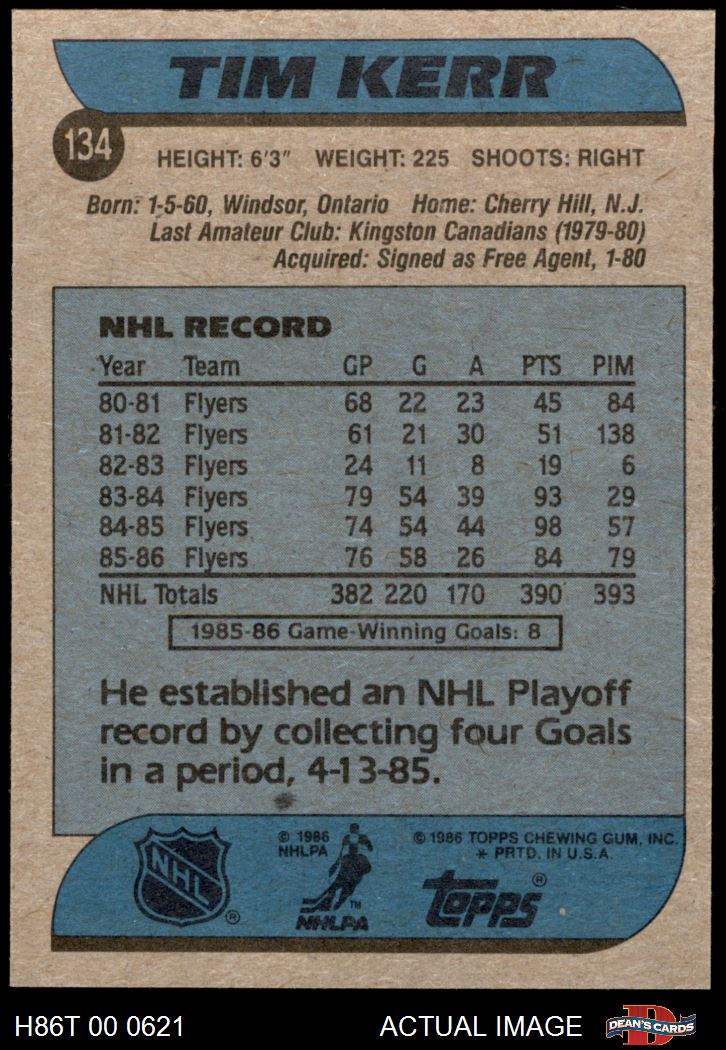 TIM KERR
134
HEIGHT: 6'3" WEIGHT: 225 SHOOTS: RIGHT
Born: 1-5-60, Windsor, Ontario Home: Cherry Hill, N.J.
Last Amateur Club: Kingston Canadians (1979-80)
Acquired: Signed as Free Agent, 1-80
NHL RECORD
Year Team GP G A PTS PIM
80-81 Flyers 68 22 23 45 84
81-82 Flyers 61 21 30 51 138
82-83 Flyers 24 11 8 19 6
83-84 Flyers 79 54 39 93 29
84-85 Flyers 74 54 44 98 57
85-86 Flyers 76 58 26 84 79
NHL Totals 382 220 170 390 393
1985-86 Game-Winning Goals: 8
He established an NHL Playoff
record by collecting four Goals
in a period, 4-13-85.
NHL ®
© 1986
NHLPA
TM
NHLPA
© 1986 TOPPS CHEWING GUM, INC.
* PRTD. IN U.S.A.
topps ®
H86T 00 0621 ACTUAL IMAGE D DEAN'S CARDS